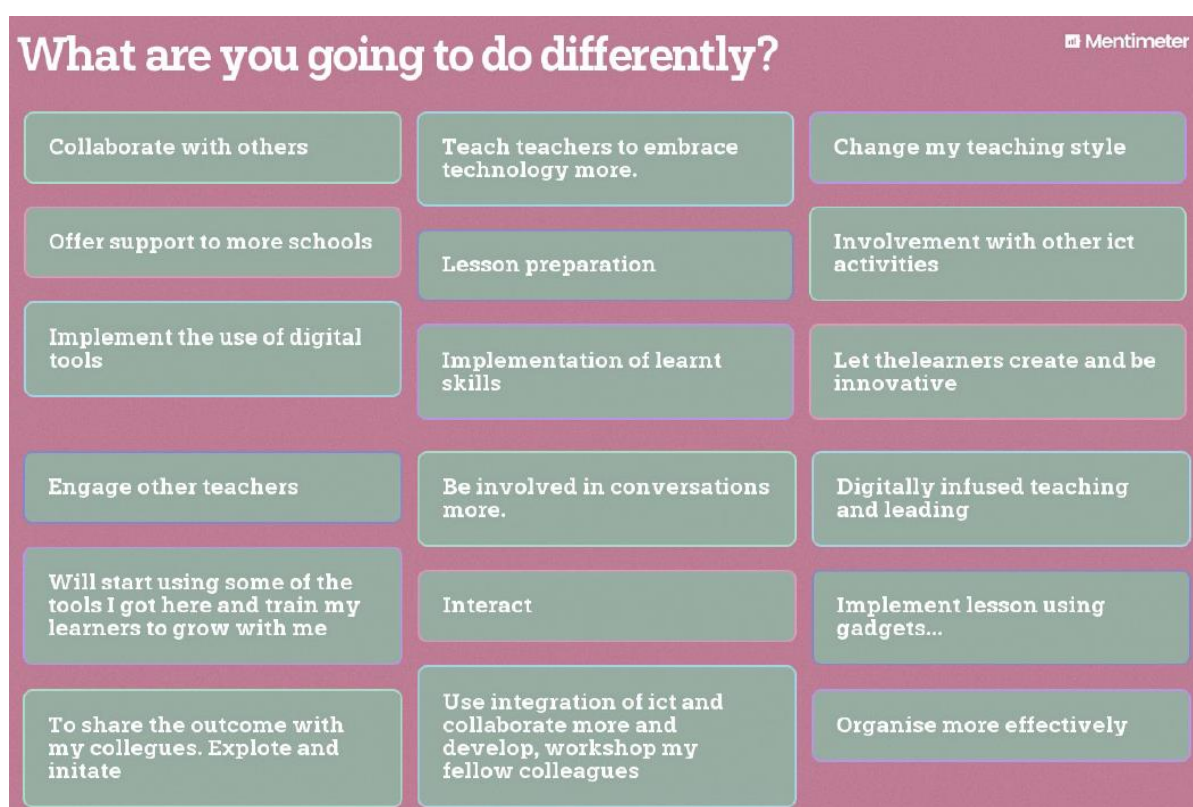 What are you going to do differently?
Mentimeter
Collaborate with others
Teach teachers to embrace
technology more.
Change my teaching style
Offer support to more schools
Lesson preparation
Involvement with other ict
activities
Implement the use of digital
tools
Implementation of learnt
skills
Let thelearners create and be
innovative
Engage other teachers
Be involved in conversations
more.
Digitally infused teaching
and leading
Will start using some of the
tools I got here and train my
learners to grow with me
Interact
Implement lesson using
gadgets...
To share the outcome with
my collegues. Explote and
initate
Use integration of ict and
collaborate more and
develop, workshop my
fellow colleagues
Organise more effectively